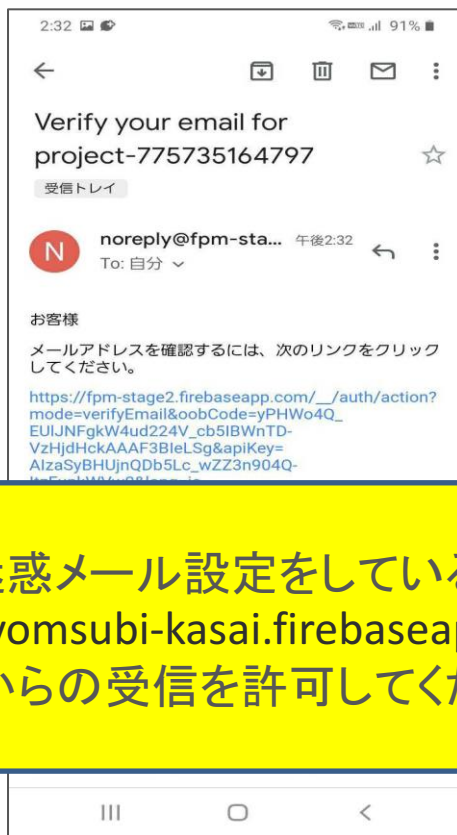 2:32
91%
Verify your email for
project-775735164797
受信トレイ
N
noreply@fpm-sta... 午後2:32
To: 自分
お客様
メールアドレスを確認するには、次のリンクをクリック
してください。
https://fpm-stage2.firebaseapp.com/__/auth/action?
mode=verifyEmail&oobCode=yPHWo4Q_
EUlJNFgkW4ud224V_cb5lBWnTD-
VzHjdHckAAAF3BleLSg&apiKey=
AIzaSyBHUjnQDb5Lc_wZZ3n904Q-
惑メール設定をしている
yomsubi-kasai.firebaseap
からの受信を許可してくた